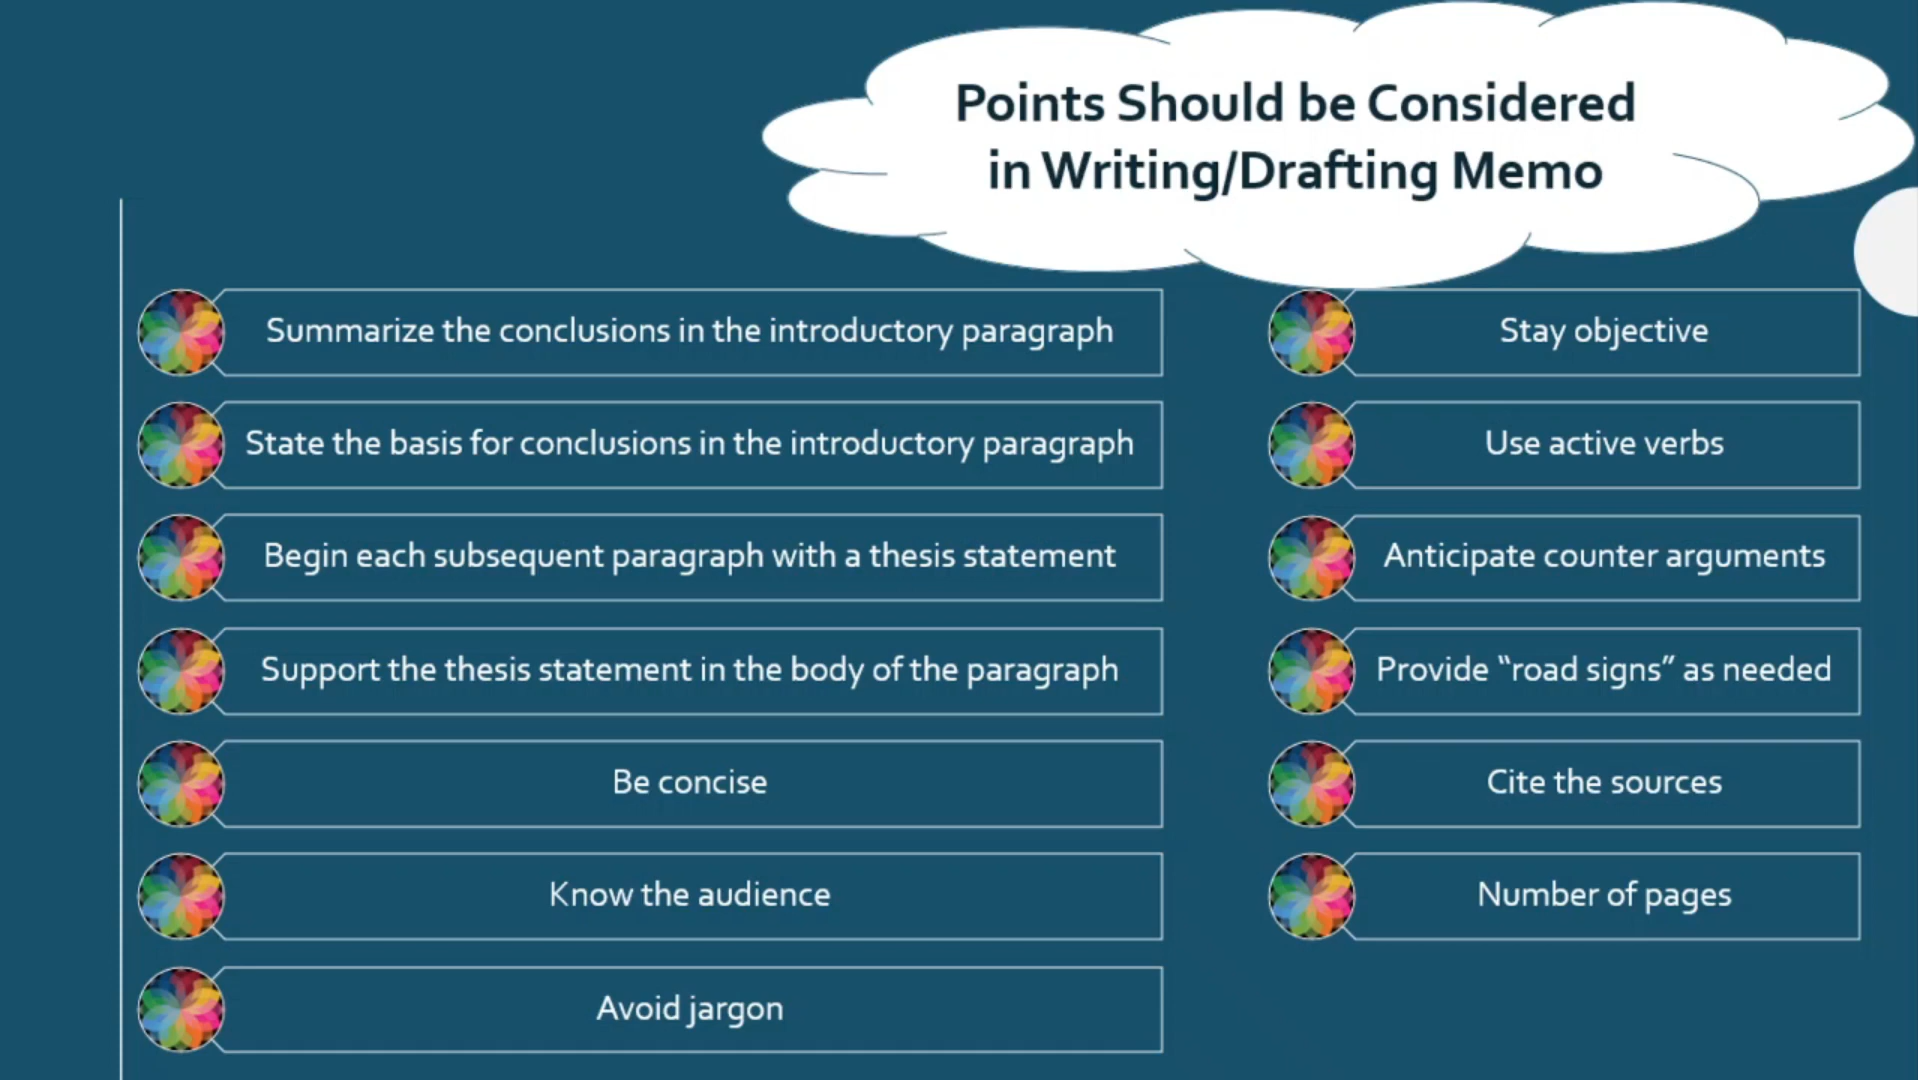 Points Should be Considered
in Writing/Drafting Memo
Summarize the conclusions in the introductory paragraph
State the basis for conclusions in the introductory paragraph
Begin each subsequent paragraph with a thesis statement
Support the thesis statement in the body of the paragraph
Be concise
Know the audience
Avoid jargon
Stay objective
Use active verbs
Anticipate counter arguments
Provide “road signs” as needed
Cite the sources
Number of pages